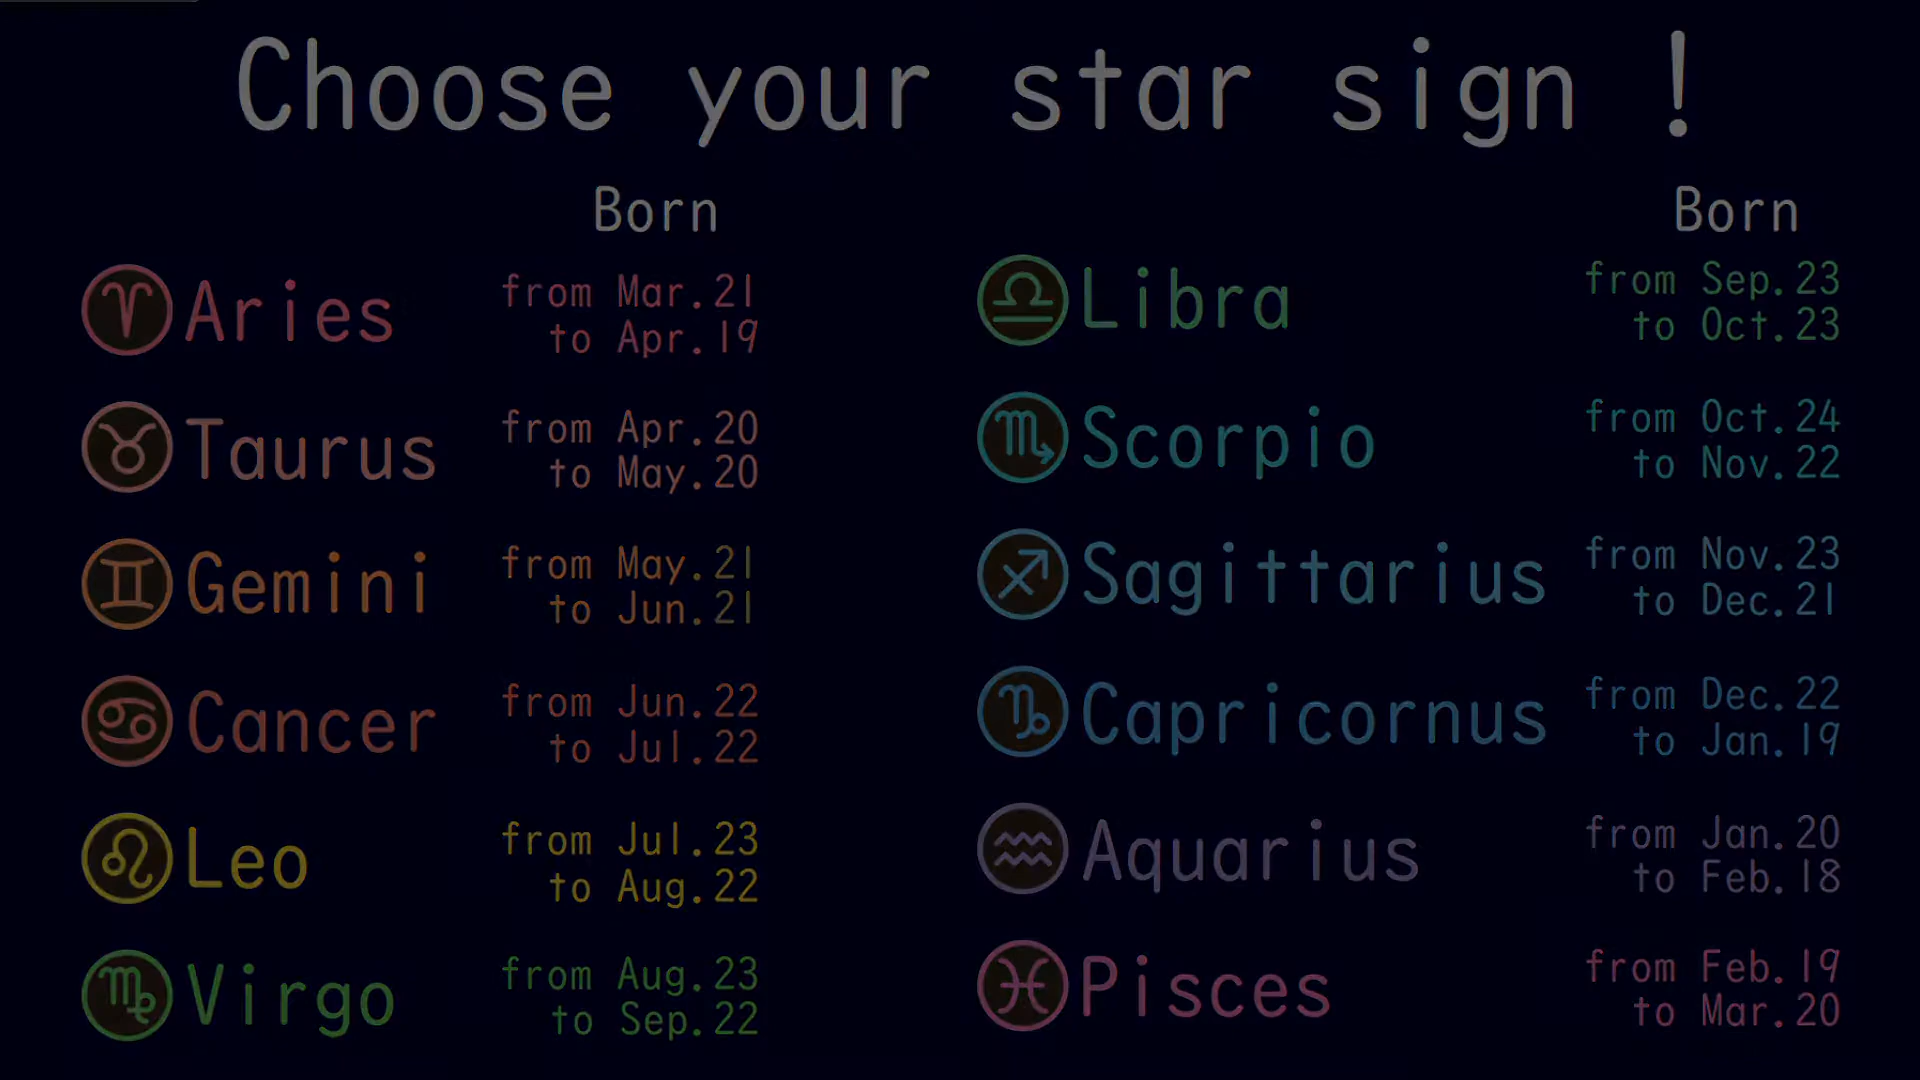 Choose your star sign !
Born
Aries from Mar.21
to Apr.19
Taurus from Apr.20
to May.20
Gemini from May.21
to Jun.21
Cancer from Jun.22
to Jul.22
Leo from Jul.23
to Aug.22
Virgo from Aug.23
to Sep.22
Born
Libra from Sep.23
to Oct.23
Scorpio from Oct.24
to Nov.22
Sagittarius from Nov.23
to Dec.21
Capricornus from Dec.22
to Jan.19
Aquarius from Jan.20
to Feb.18
Pisces from Feb.19
to Mar.20